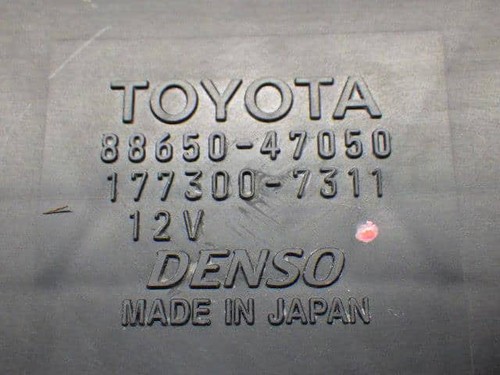 TOYOTA
88650-47050
177300-7311
12V
DENSO
MADE IN JAPAN